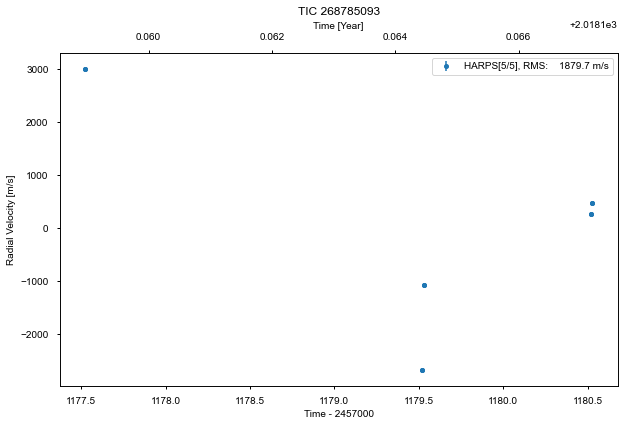 TIC 268785093
Time [Year]
0.060 0.062 0.064 0.066 +2.0181e3
HARPS[5/5], RMS: 1879.7 m/s
Radial Velocity [m/s]
3000
2000
1000
0
−1000
−2000
1177.5 1178.0 1178.5 1179.0 1179.5 1180.0 1180.5
Time - 2457000